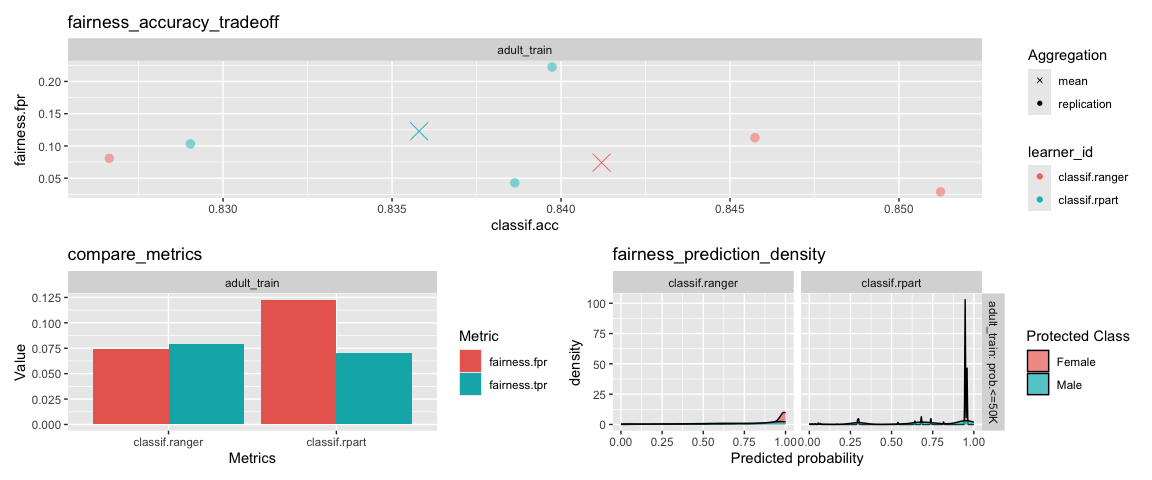 fairness_accuracy_tradeoff
adult_train
0.20
0.15
0.10
0.05
fairness.fpr
0.830 0.835 0.840 0.845 0.850
classif.acc
Aggregation
mean
replication
learner_id
classif.ranger
classif.rpart
compare_metrics
adult_train
0.125
0.100
0.075
0.050
0.025
0.000
Value
classif.ranger classif.rpart
Metrics
Metric
fairness.fpr
fairness.tpr
fairness_prediction_density
classif.ranger classif.rpart
100
75
50
25
0
density
adult_train: prob.<=50K
0.00 0.25 0.50 0.75 1.00 0.00 0.25 0.50 0.75 1.00
Predicted probability
Protected Class
Female
Male